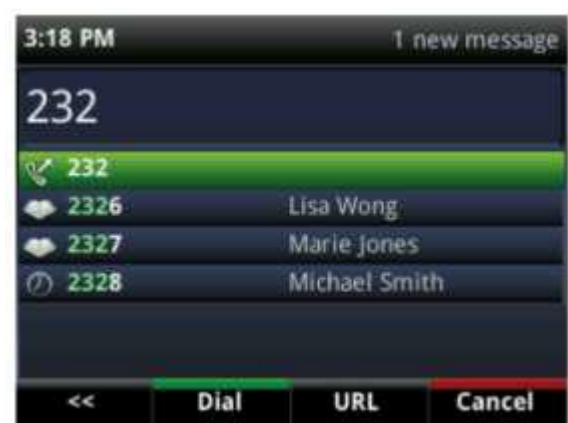 3:18 PM 1 new message
232
232
2326 Lisa Wong
2327 Marie Jones
2328 Michael Smith
<< Dial URL Cancel